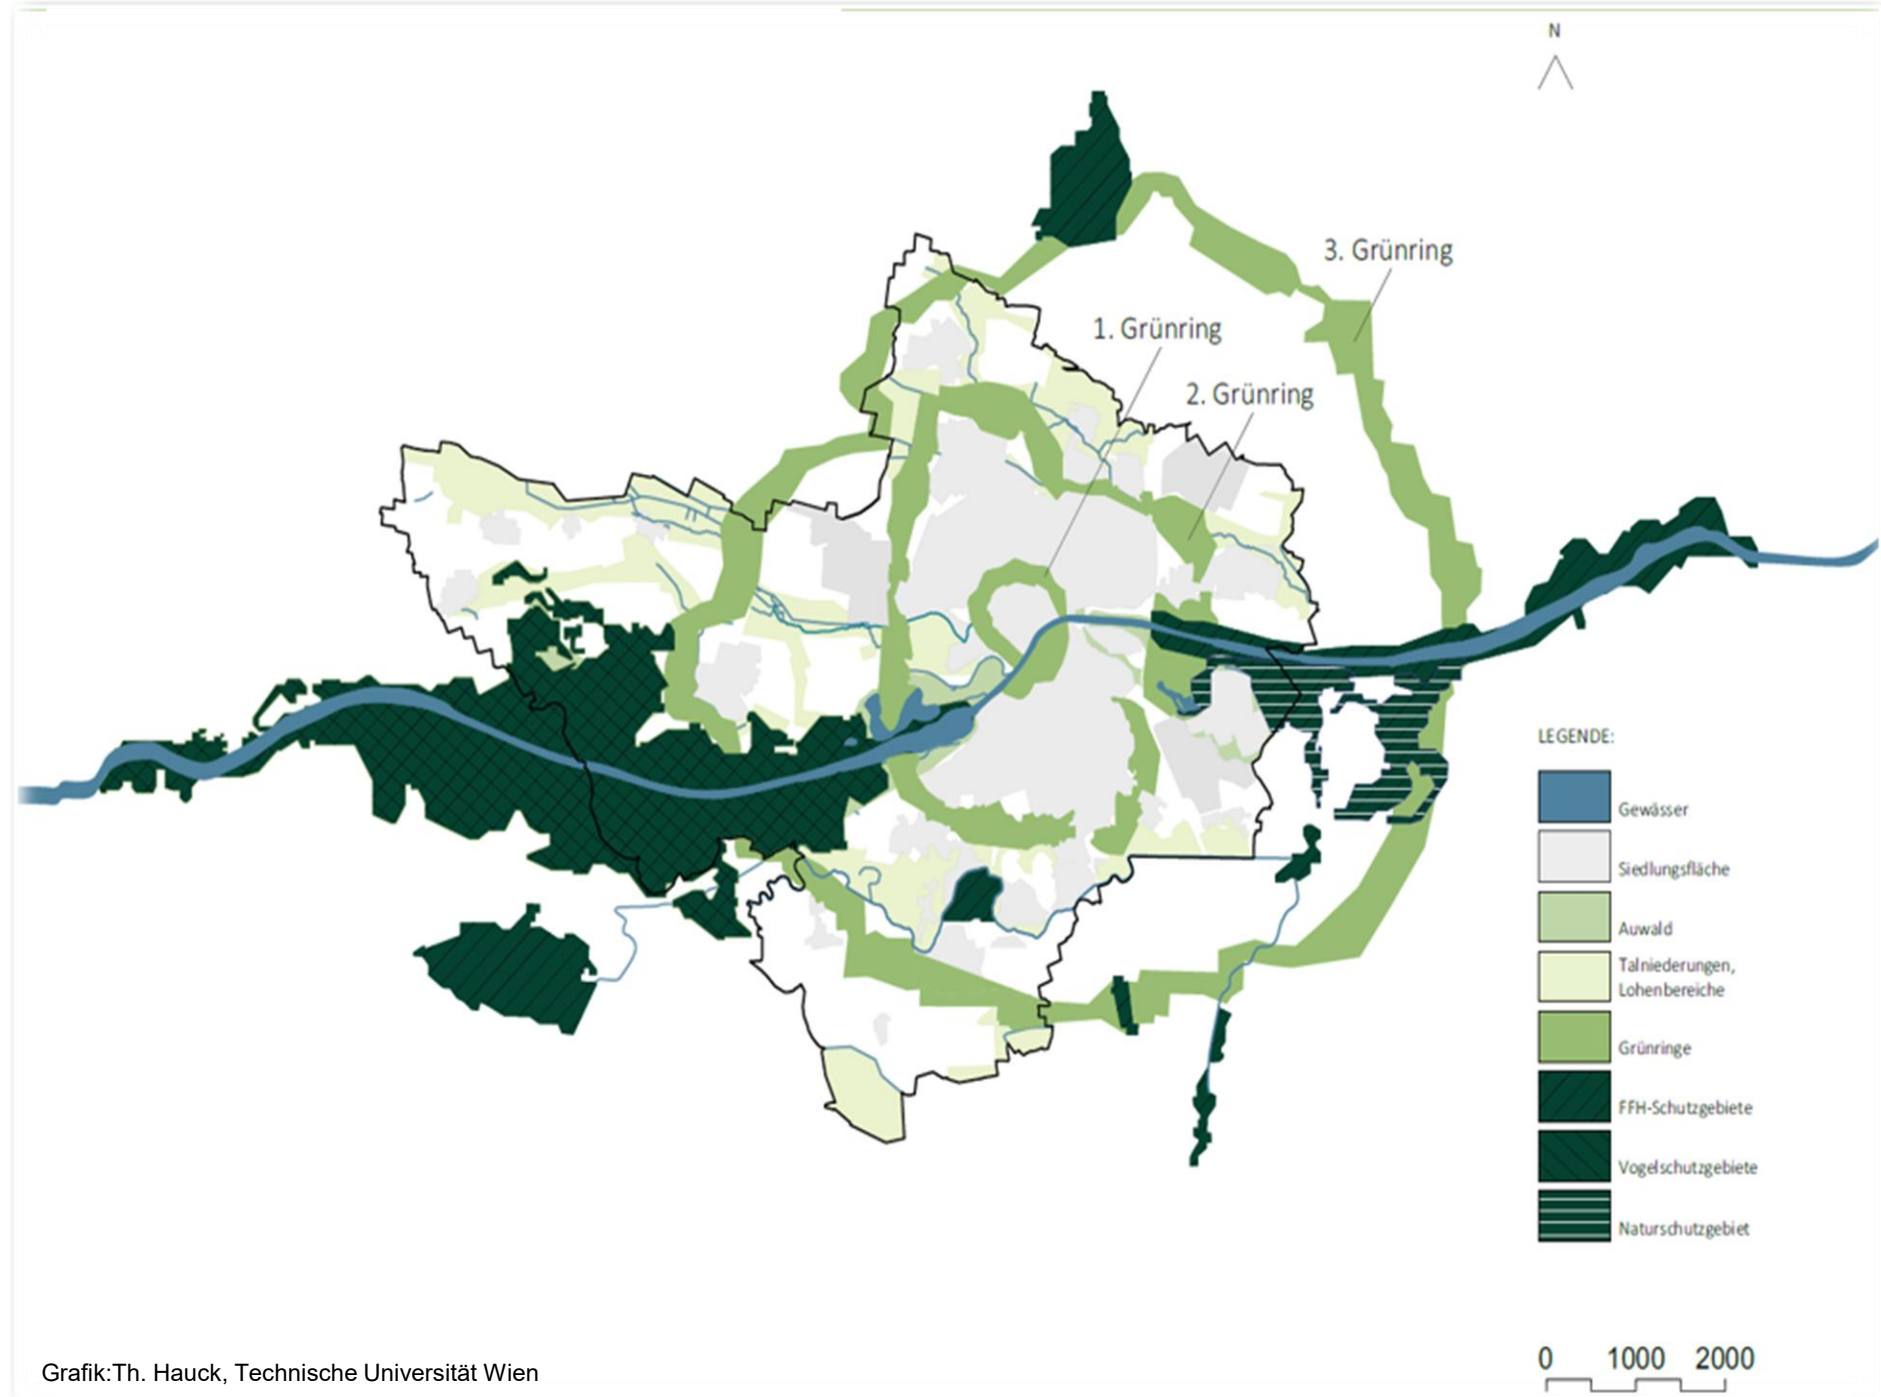 N
3. Grünring
1. Grünring
2. Grünring
LEGENDE:
Gewässer
Siedlungsfläche
Auwald
Talniederungen,
Lohenbereiche
Grünringe
FFH-Schutzgebiete
Vogelschutzgebiete
Naturschutzgebiet
0 1000 2000
Grafik:Th. Hauck, Technische Universität Wien